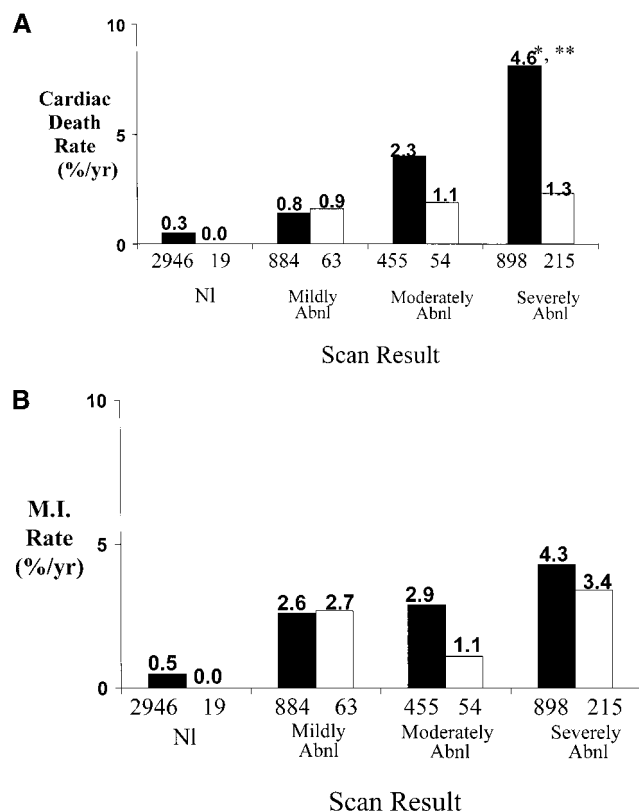 A
10
Cardiac
Death
Rate
(%/yr)
5
0
0.3
0.0
0.8
0.9
2.3
1.1
4.6*, **
1.3
2946 19 884 63 455 54 898 215
Nl
Mildly
Abnl
Moderately
Abnl
Severely
Abnl
Scan Result
B
10
M.I.
Rate
(%/yr)
5
0
0.5
0.0
2.6
2.7
2.9
1.1
4.3
3.4
2946 19 884 63 455 54 898 215
Nl
Mildly
Abnl
Moderately
Abnl
Severely
Abnl
Scan Result